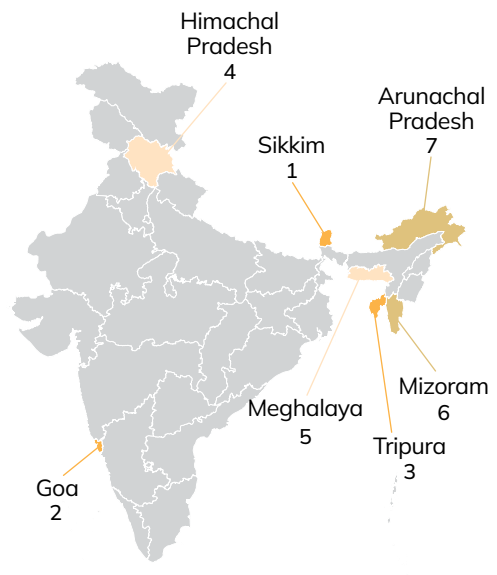 Himachal
Pradesh
4
Arunachal
Pradesh
7
Sikkim
1
Meghalaya
5
Mizoram
6
Tripura
3
Goa
2